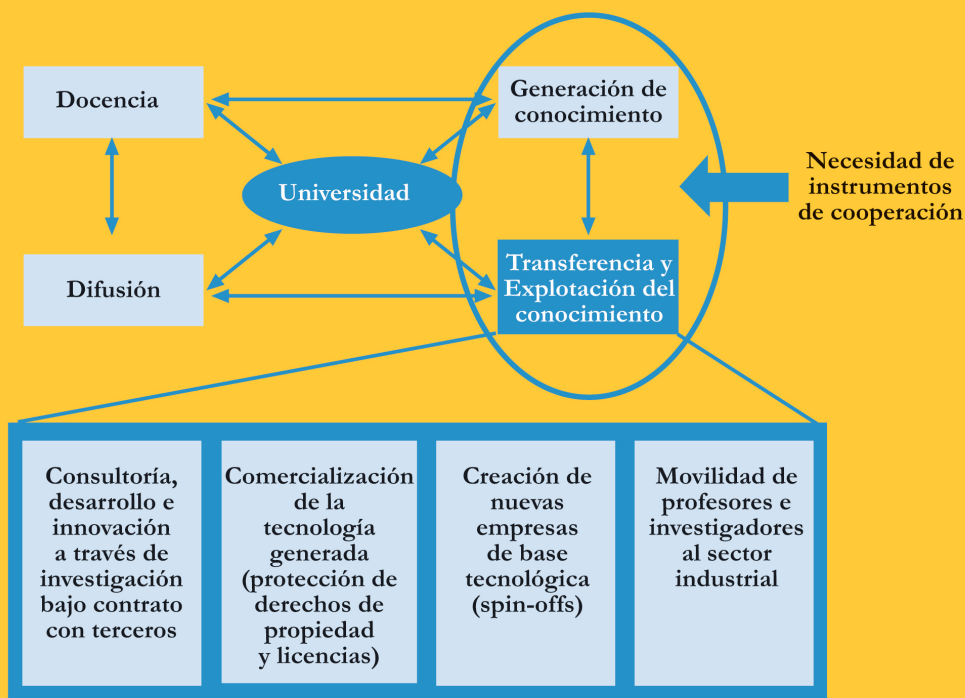 Docencia
Generación de
conocimiento
Universidad
Necesidad de
instrumentos
de cooperación
Difusión
Transferencia y
Explotación del
conocimiento
Consultoría,
desarrollo e
innovación
a través de
investigación
bajo contrato
con terceros
Comercialización
de la
tecnología
generada
(protección de
derechos de
propiedad
y licencias)
Creación de
nuevas
empresas
de base
tecnológica
(spin-offs)
Movilidad de
profesores e
investigadores
al sector
industrial